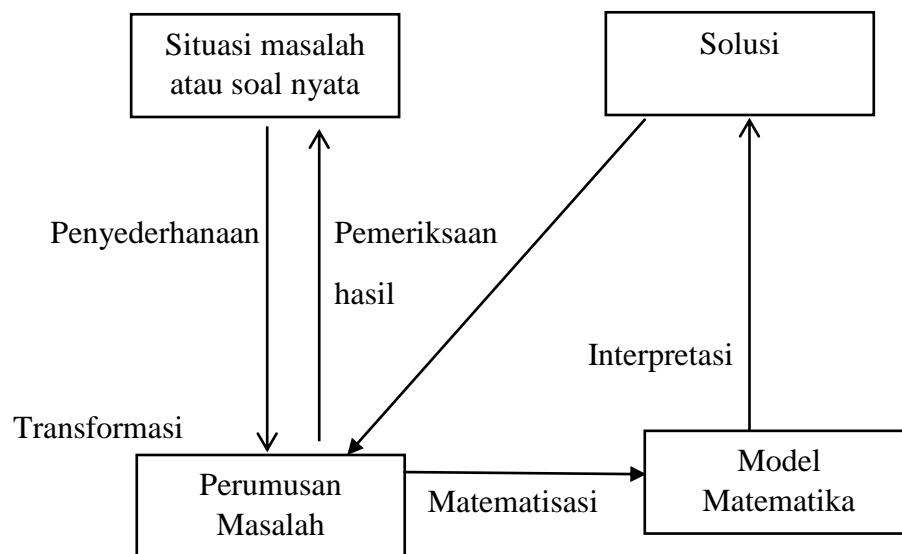 Situasi masalah
atau soal nyata
Solusi
Penyederhanaan
Pemeriksaan
hasil
Interpretasi
Transformasi
Perumusan
Masalah
Matematisasi
Model
Matematika